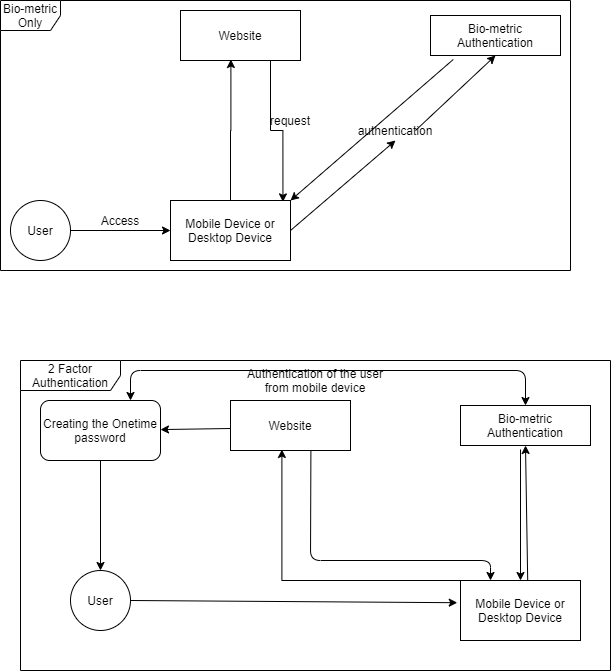 Bio-metric
Only
Website
Bio-metric
Authentication
request
authentication
Access
User
Mobile Device or
Desktop Device
2 Factor
Authentication
Authentication of the user
from mobile device
Creating the Onetime
password
Website
Bio-metric
Authentication
User
Mobile Device or
Desktop Device